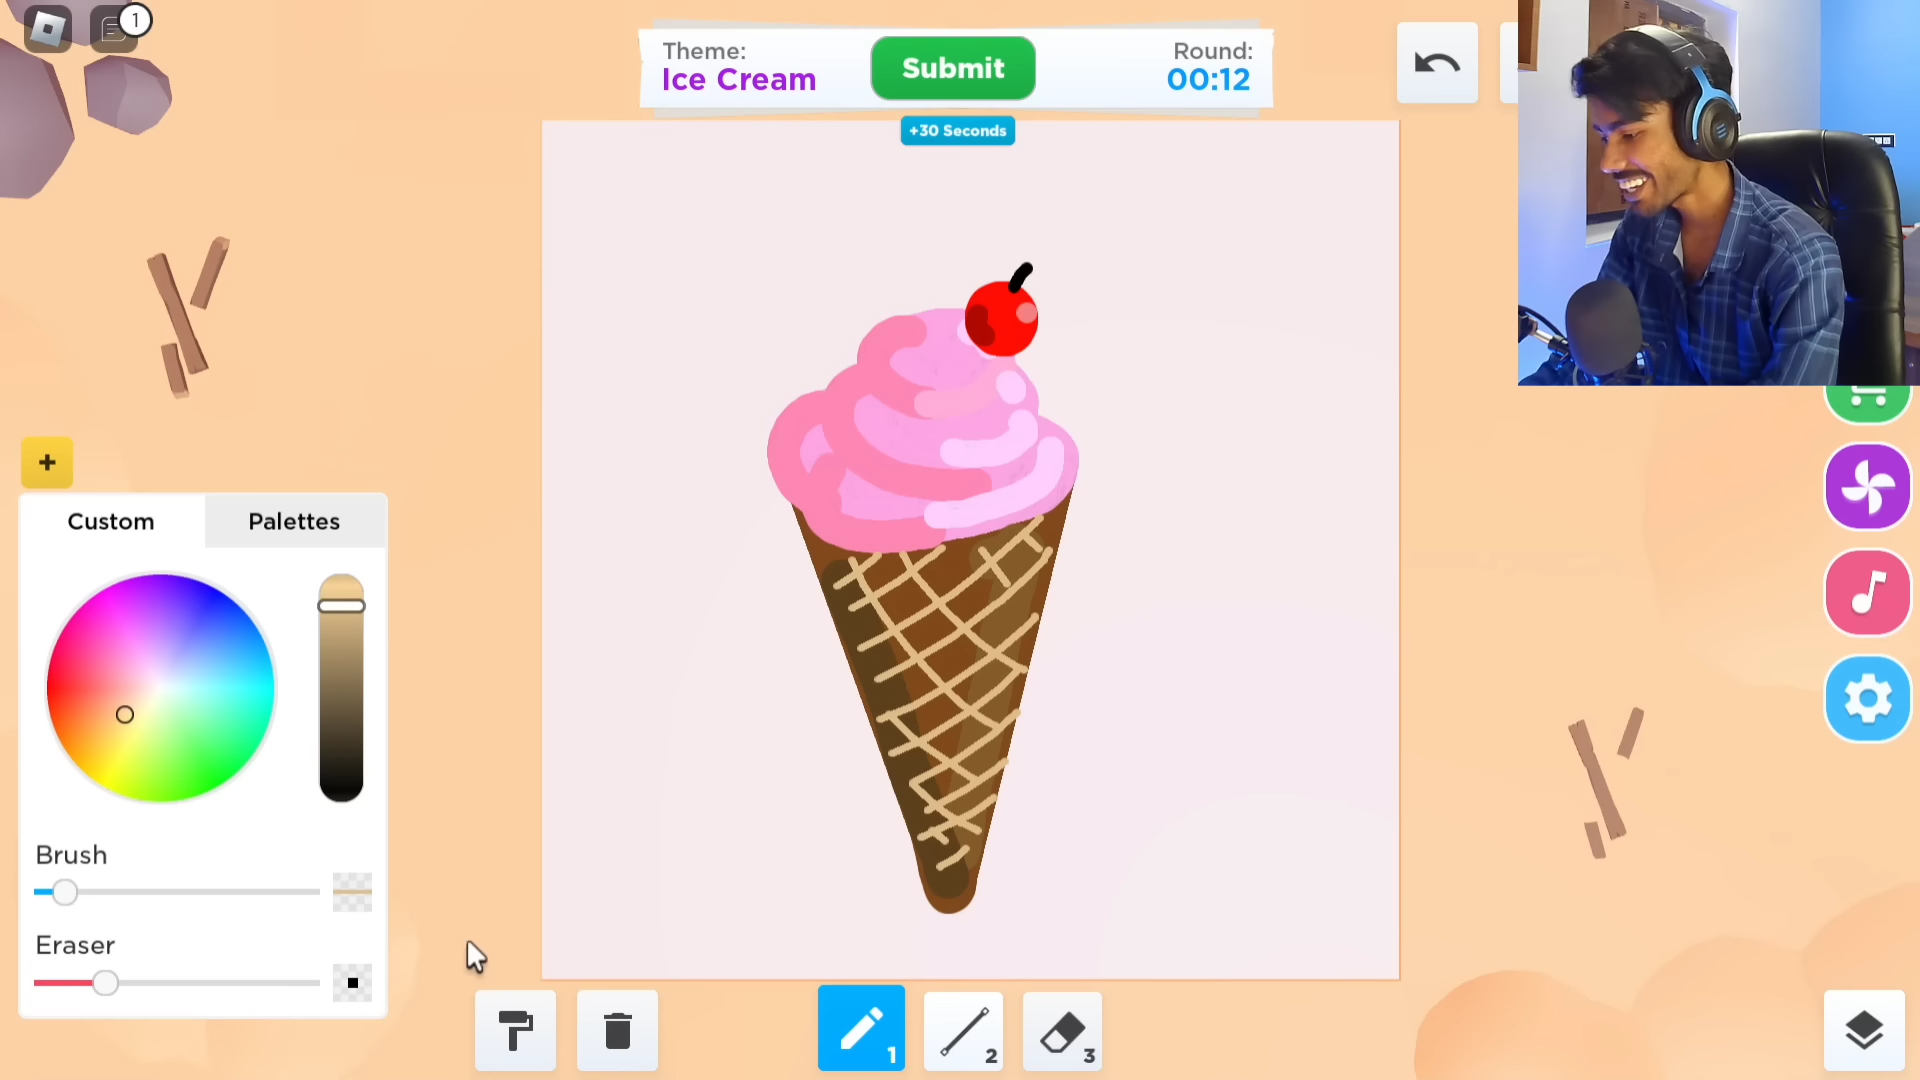 1
Theme:
Ice Cream
Submit
Round:
00:12
+30 Seconds
+
Custom
Palettes
Brush
Eraser
1
2
3